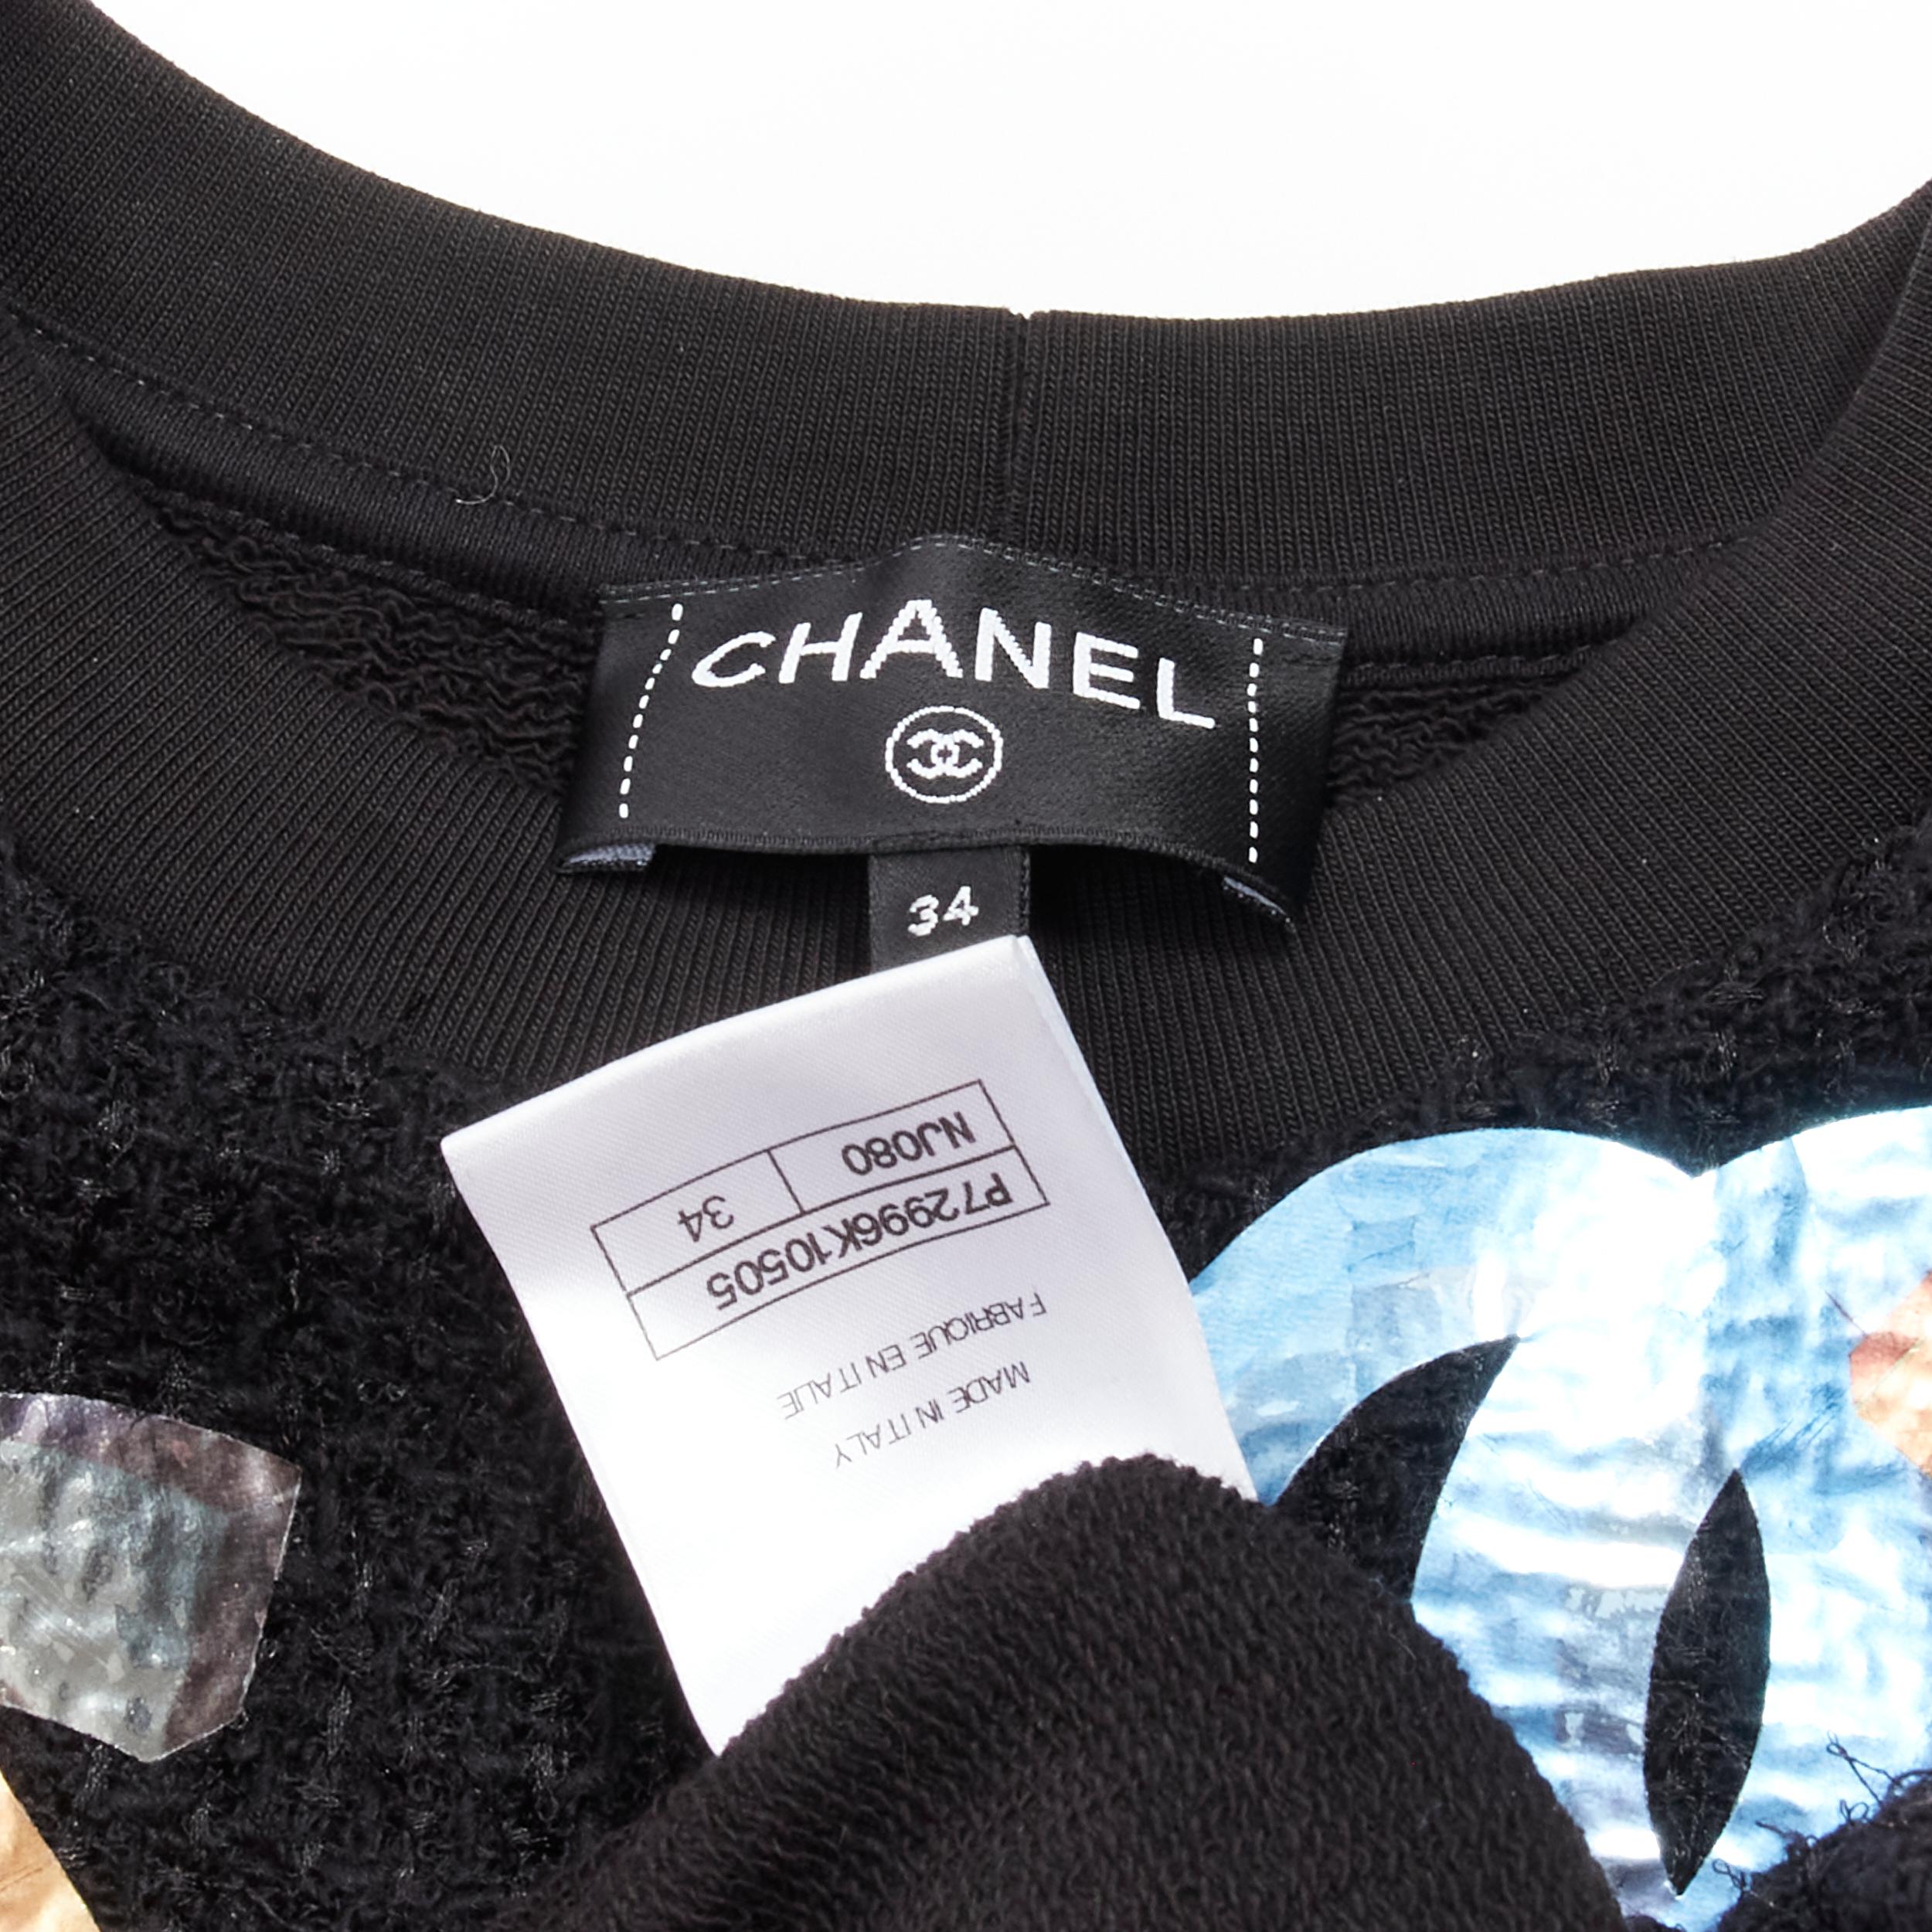 CHANEL
34
NJ080 34
P72996K10505
FABRIQUE EN ITALIE
MADE IN ITALY